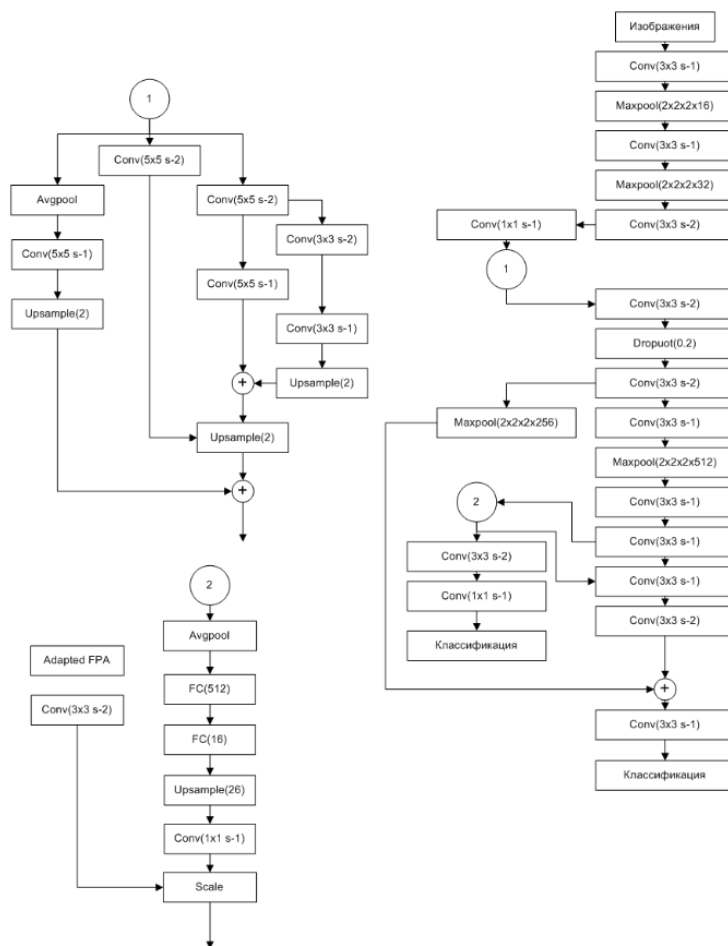 1
Conv(5x5 s-2)
Avgpool
Conv(5x5 s-2)
Conv(3x3 s-2)
Conv(5x5 s-1)
Conv(5x5 s-1)
Upsample(2)
Conv(3x3 s-1)
+
Upsample(2)
Upsample(2)
+
2
Avgpool
Adapted FPA
FC(512)
Conv(3x3 s-2)
FC(16)
Upsample(26)
Conv(1x1 s-1)
Scale
Изображения
Conv(3x3 s-1)
Maxpool(2x2x2x16)
Conv(3x3 s-1)
Maxpool(2x2x2x32)
Conv(1x1 s-1)
Conv(3x3 s-2)
1
Conv(3x3 s-2)
Dropuot(0.2)
Conv(3x3 s-2)
Maxpool(2x2x2x256)
Conv(3x3 s-1)
Maxpool(2x2x2x512)
2
Conv(3x3 s-1)
Conv(3x3 s-1)
Conv(3x3 s-2)
Conv(3x3 s-1)
Conv(1x1 s-1)
Conv(3x3 s-2)
Классификация
+
Conv(3x3 s-1)
Классификация